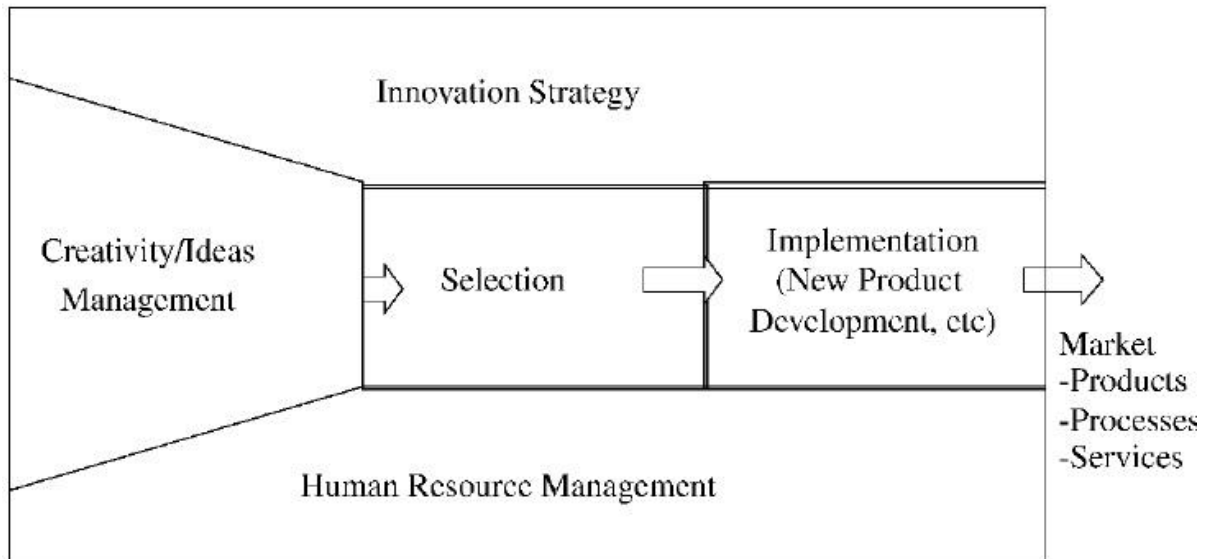 Innovation Strategy
Creativity/Ideas
Management
Selection
Implementation
(New Product
Development, etc)
Market
-Products
-Processes
-Services
Human Resource Management